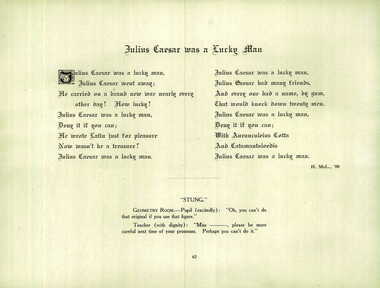 Julius Caesar was a Lucky Man
Julius Caesar was a lucky man,
Julius Caesar went away;
He carried on a brand new war nearly every
other day! How lucky!
Julius Caesar was a lucky man,
Deny it if you can;
He wrote Latin just for pleasure
Now wasn't he a treasure?
Julius Caesar was a lucky man.
Julius Caesar was a lucky man,
Julius Caesar had many friends,
And every one had a name, by gum,
That would knock down twenty men.
Julius Caesar was a lucky man,
Deny it if you can;
With Aurunculeius Cotta
And Catamantaloedis
Julius Caesar was a lucky man.
"STUNG."
GEOMETRY ROOM.—Pupil (excitedly): "Oh, you can't do
that original if you use that figure."
Teacher (with dignity): "Miss ———, please be more
careful next time of your pronoun. Perhaps you can't do it."
62